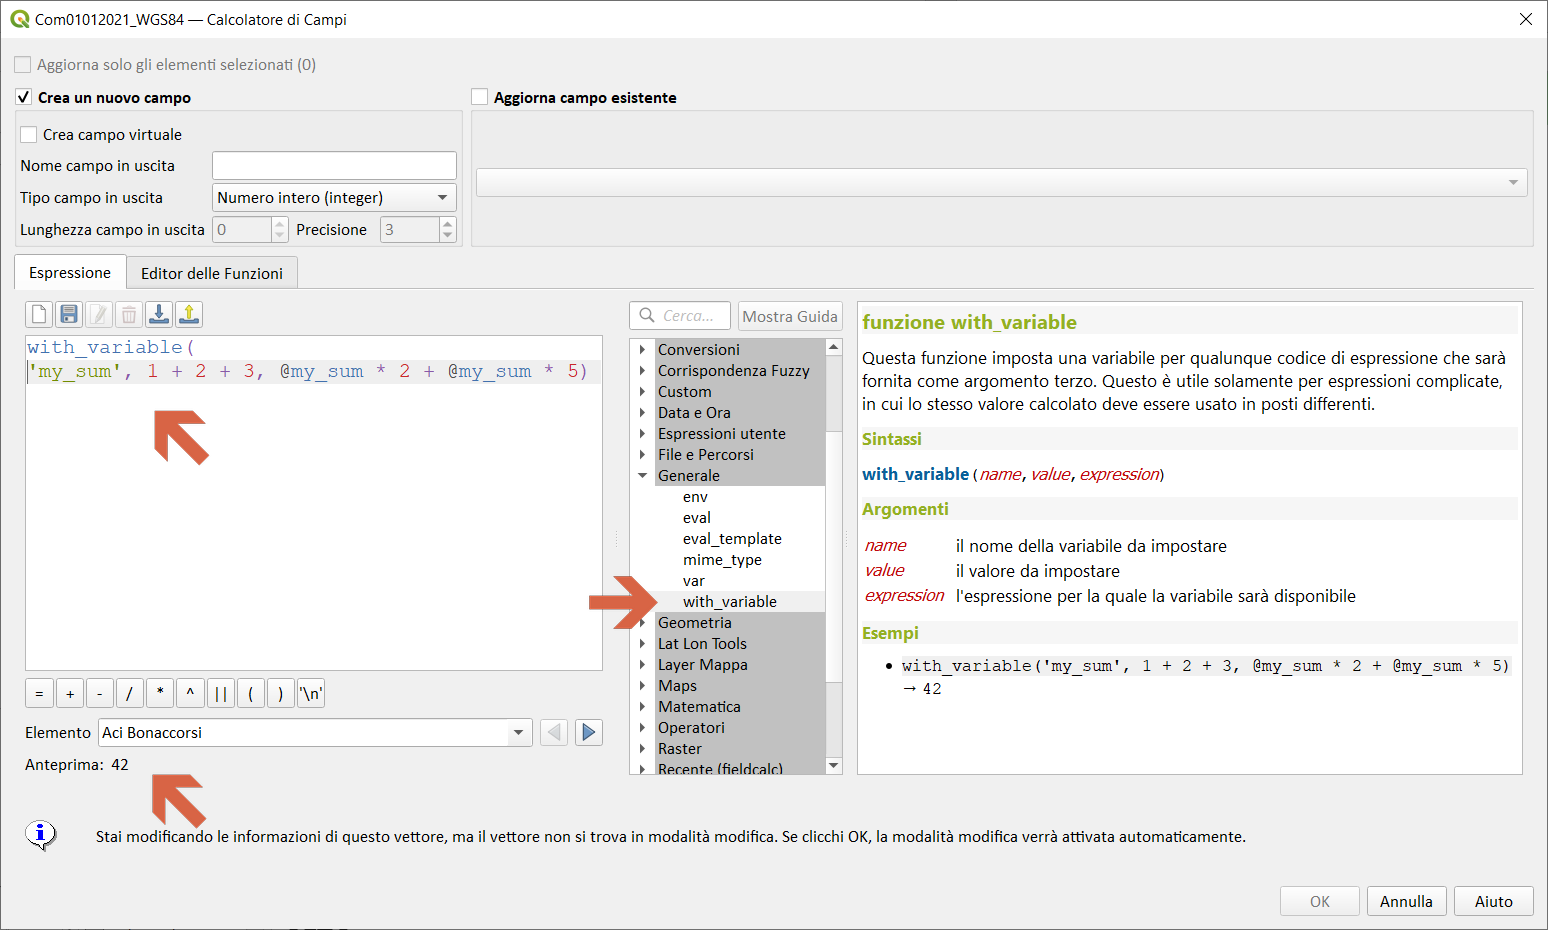 Com01012021_WGS84 — Calcolatore di Campi
Aggiorna solo gli elementi selezionati (0)
Crea un nuovo campo
Aggiorna campo esistente
Crea campo virtuale
Nome campo in uscita
Tipo campo in uscita Numero intero (integer)
Lunghezza campo in uscita 0 Precisione 3
Espressione Editor delle Funzioni
with_variable(
'my_sum', 1 + 2 + 3, @my_sum * 2 + @my_sum * 5)
= + - / * ^ || ( ) '\n'
Elemento Aci Bonaccorsi
Anteprima: 42
Cerca... Mostra Guida
Conversioni
Corrispondenza Fuzzy
Custom
Data e Ora
Espressioni utente
File e Percorsi
Generale
env
eval
eval_template
mime_type
var
with_variable
Geometria
Lat Lon Tools
Layer Mappa
Maps
Matematica
Operatori
Raster
Recente (fieldcalc)
funzione with_variable
Questa funzione imposta una variabile per qualunque codice di espressione che sarà
fornita come argomento terzo. Questo è utile solamente per espressioni complicate,
in cui lo stesso valore calcolato deve essere usato in posti differenti.
Sintassi
with_variable(name, value, expression)
Argomenti
name il nome della variabile da impostare
value il valore da impostare
expression l'espressione per la quale la variabile sarà disponibile
Esempi
• with_variable('my_sum', 1 + 2 + 3, @my_sum * 2 + @my_sum * 5)
→ 42
Stai modificando le informazioni di questo vettore, ma il vettore non si trova in modalità modifica. Se clicchi OK, la modalità modifica verrà attivata automaticamente.
OK Annulla Aiuto